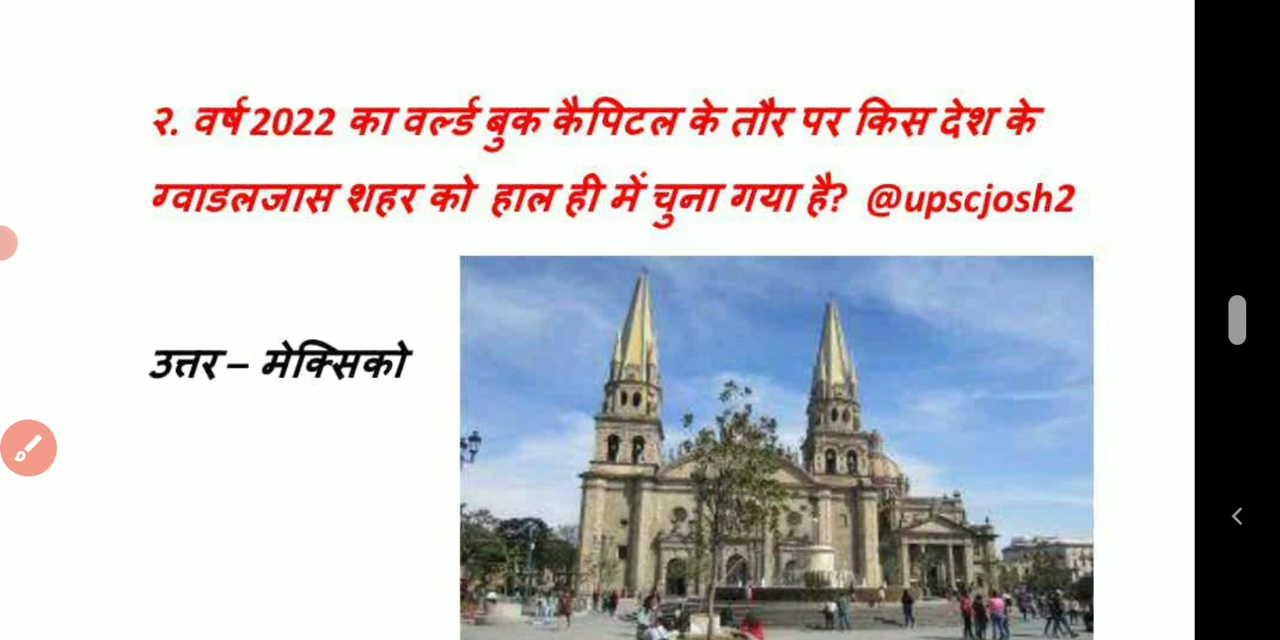 २. वर्ष 2022 का वर्ल्ड बुक कैपिटल के तौर पर किस देश के
ग्वाडलजास शहर को हाल ही में चुना गया है? @upscjosh2
उत्तर – मेक्सिको